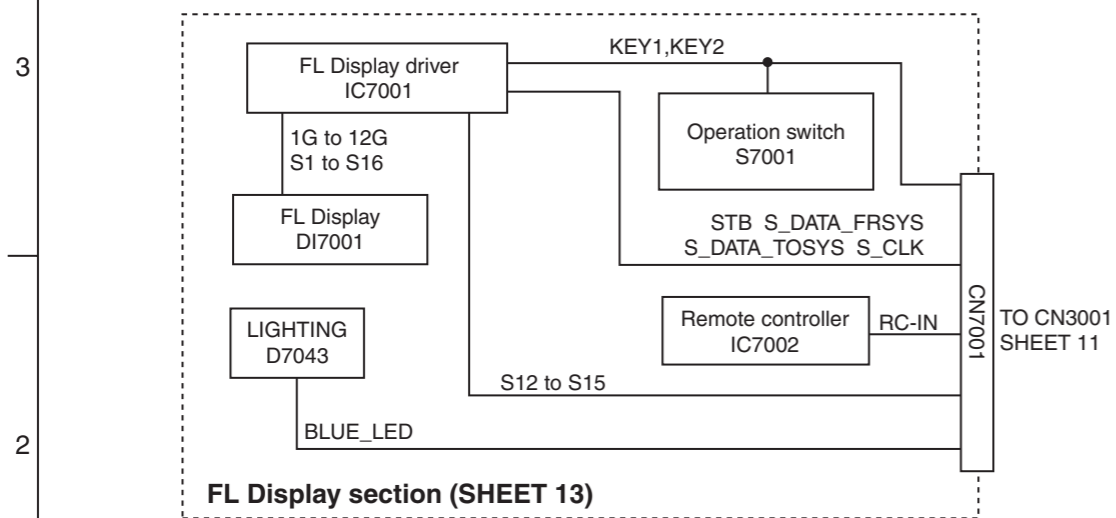 3
KEY1,KEY2
FL Display driver
IC7001
Operation switch
S7001
1G to 12G
S1 to S16
FL Display
DI7001
STB S_DATA_FRSYS
S_DATA_TOSYS S_CLK
CN7001
TO CN3001
SHEET 11
Remote controller
IC7002
RC-IN
LIGHTING
D7043
S12 to S15
BLUE_LED
2
FL Display section (SHEET 13)